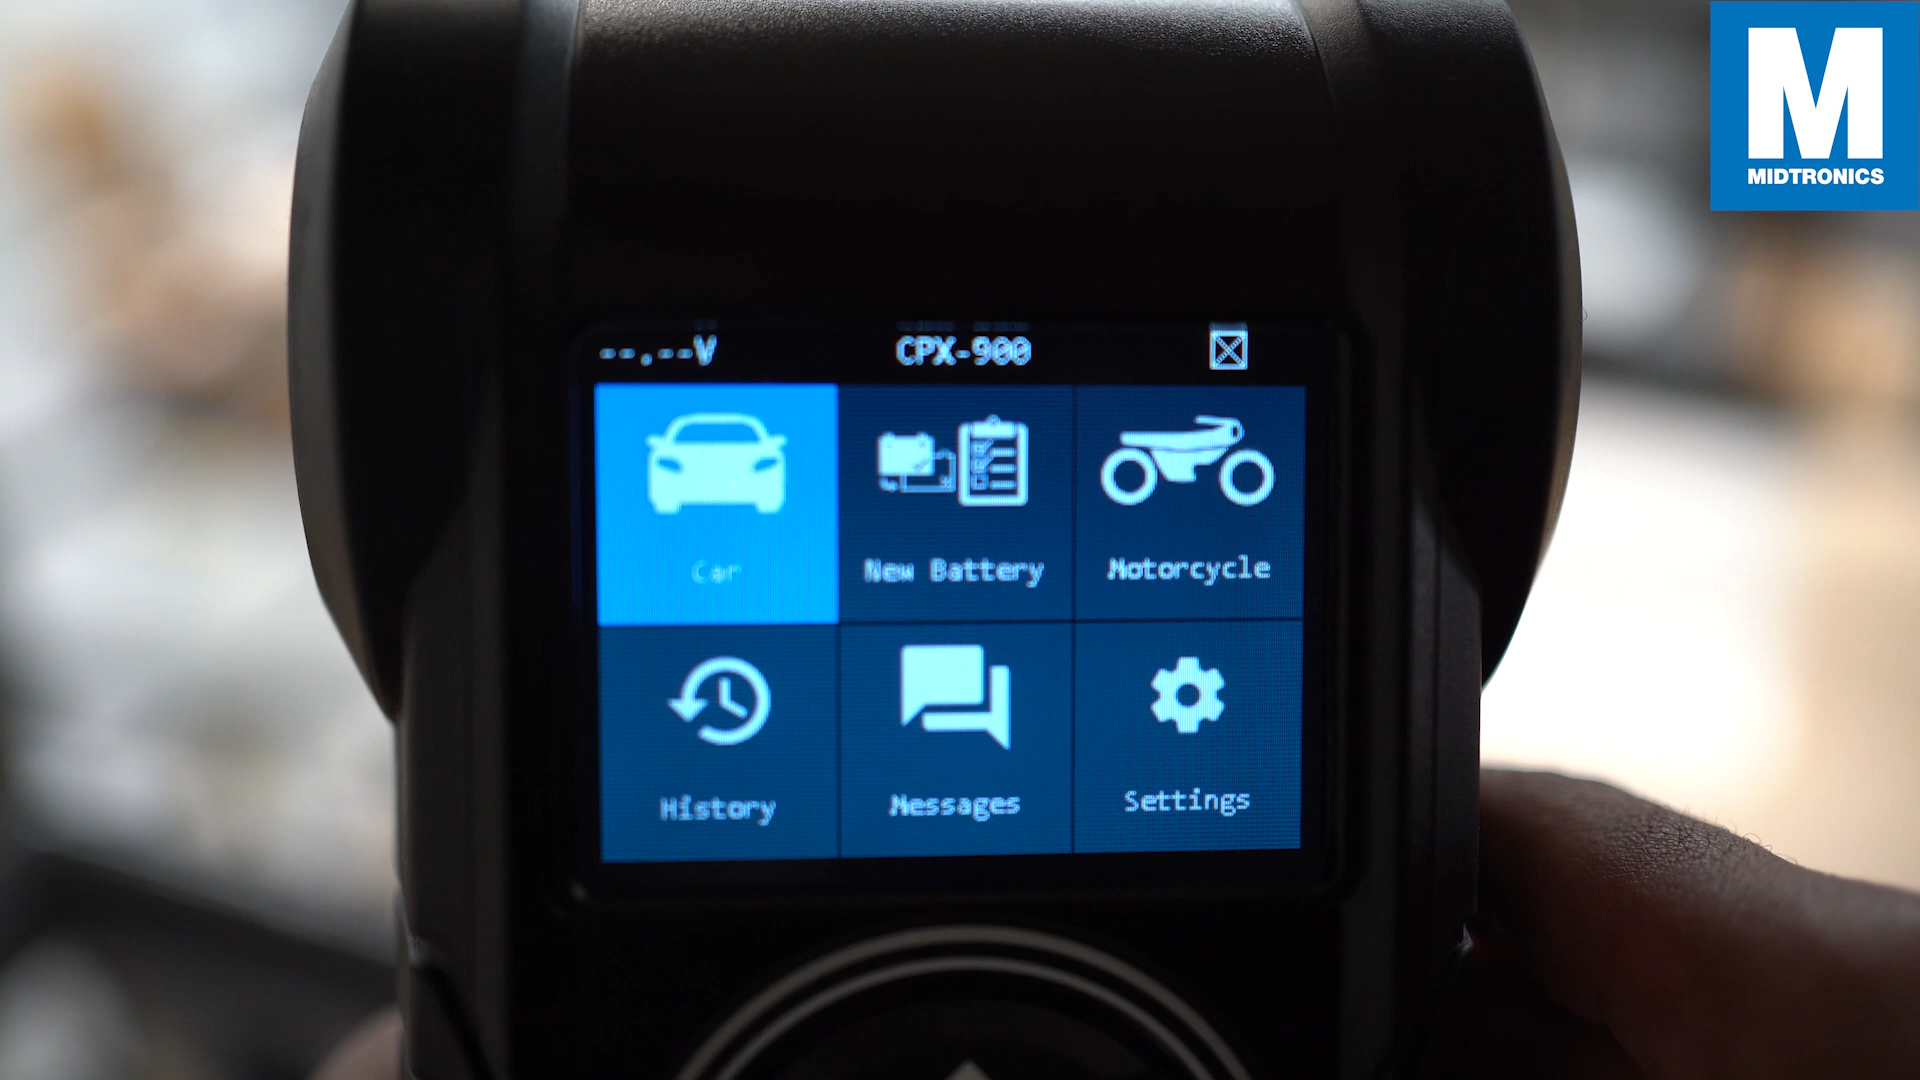 M
MIDTRONICS
--.--V CPX-900
Car New Battery Motorcycle
History Messages Settings